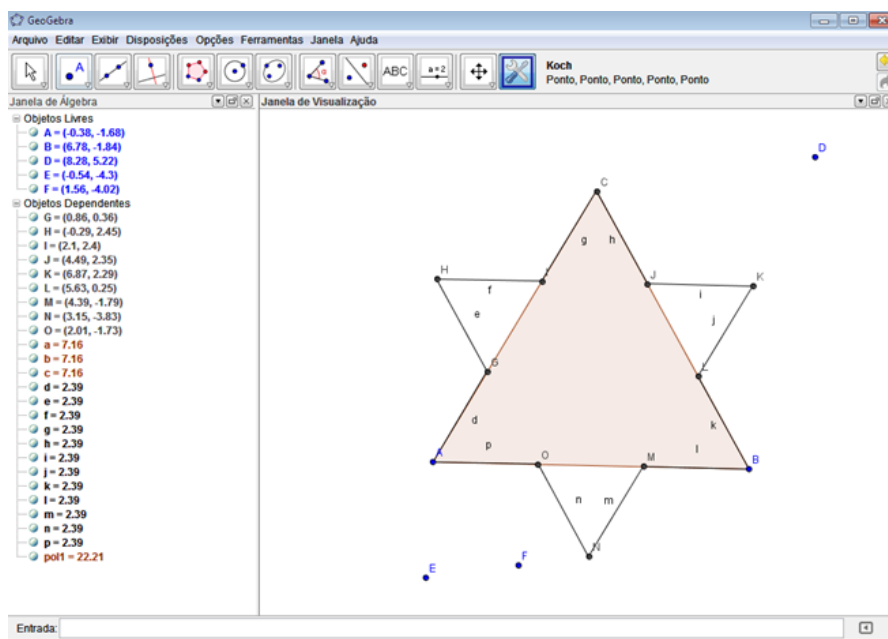 GeoGebra
Arquivo Editar Exibir Disposições Opções Ferramentas Janela Ajuda
A
ABC
a=2
Koch
Ponto, Ponto, Ponto, Ponto, Ponto
Janela de Álgebra
Janela de Visualização
Objetos Livres
A = (-0.38, -1.68)
B = (6.78, -1.84)
D = (8.28, 5.22)
E = (-0.54, -4.3)
F = (1.56, -4.02)
Objetos Dependentes
G = (0.86, 0.36)
H = (-0.29, 2.45)
I = (2.1, 2.4)
J = (4.49, 2.35)
K = (6.87, 2.29)
L = (5.63, 0.25)
M = (4.39, -1.79)
N = (3.15, -3.83)
O = (2.01, -1.73)
a = 7.16
b = 7.16
c = 7.16
d = 2.39
e = 2.39
f = 2.39
g = 2.39
h = 2.39
i = 2.39
j = 2.39
k = 2.39
l = 2.39
m = 2.39
n = 2.39
p = 2.39
pol1 = 22.21
D
C
g h
H I J K
f i
e j
G L
d k
p l
A O M B
n m
N
F
E
Entrada: